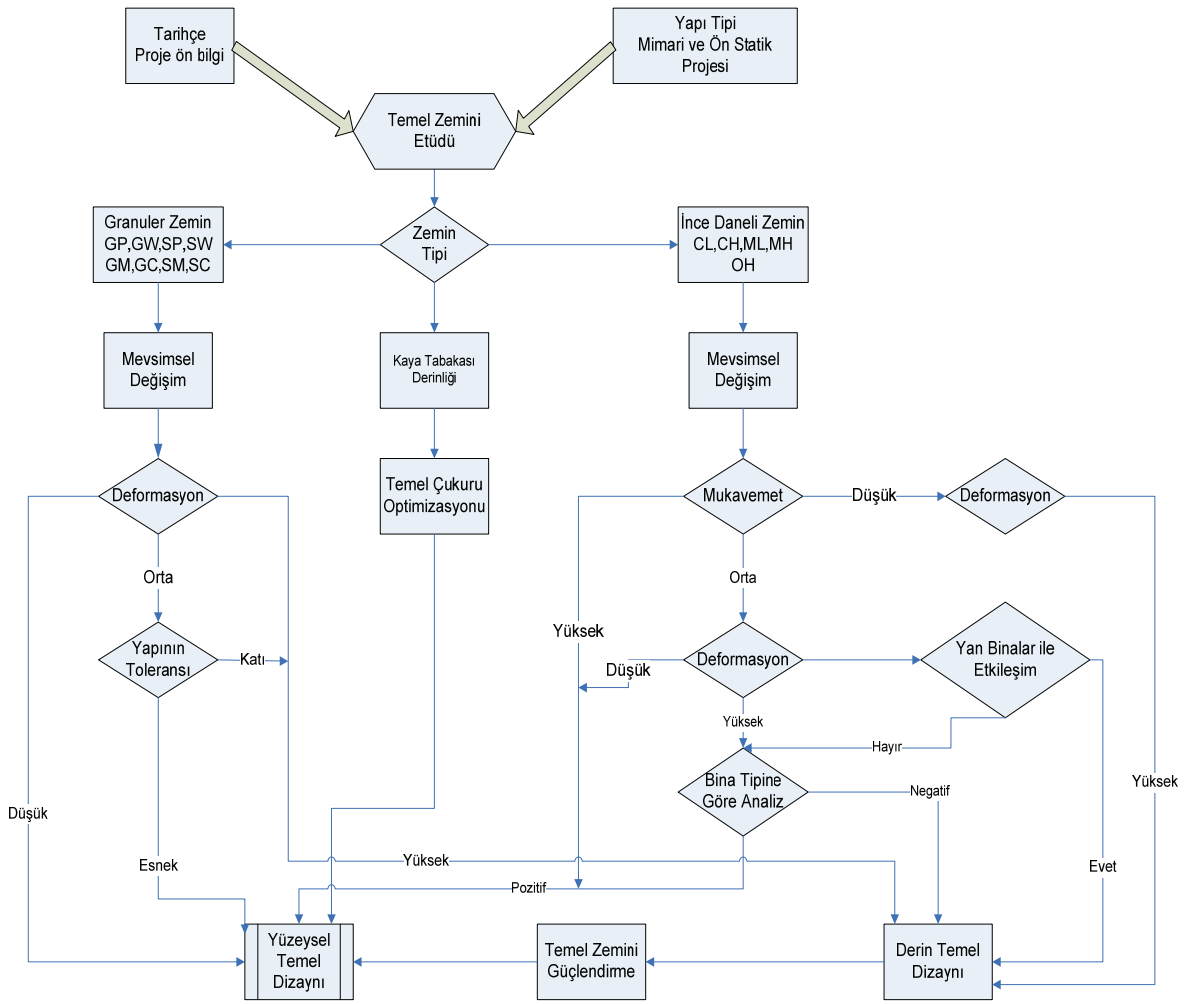 Tarihçe
Proje ön bilgi
Yapı Tipi
Mimari ve Ön Statik
Projesi
Temel Zemini
Etüdü
Granuler Zemin
GP,GW,SP,SW
GM,GC,SM,SC
Zemin
Tipi
İnce Daneli Zemin
CL,CH,ML,MH
OH
Mevsimsel
Değişim
Kaya Tabakası
Derinliği
Mevsimsel
Değişim
Deformasyon
Temel Çukuru
Optimizasyonu
Mukavemet
Düşük
Deformasyon
Orta
Orta
Yapının
Toleransı
Katı
Yüksek
Düşük
Deformasyon
Yan Binalar ile
Etkileşim
Yüksek
Hayır
Bina Tipine
Göre Analiz
Negatif
Yüksek
Düşük
Esnek
Yüksek
Evet
Pozitif
Yüzeysel
Temel
Dizaynı
Temel Zemini
Güçlendirme
Derin Temel
Dizaynı